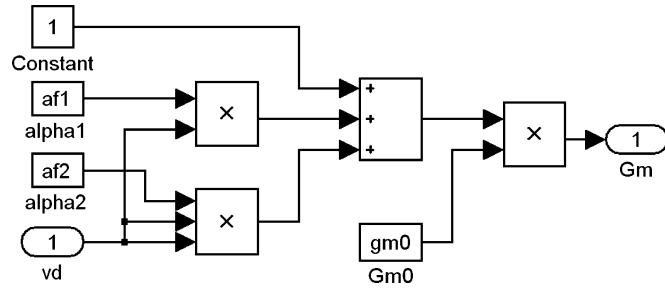 1
Constant
af1
alpha1
×
+
+
+
×
1
Gm
af2
alpha2
×
1
vd
gm0
Gm0